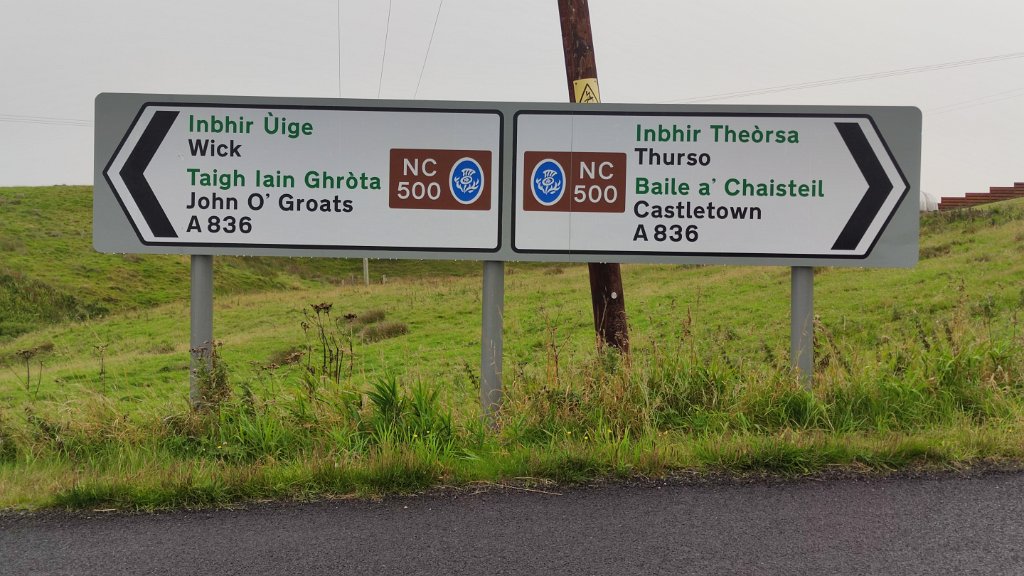 Inbhir Ùige
Wick
Taigh Iain Ghròta
John O' Groats
A 836
NC
500
NC
500
Inbhir Theòrsa
Thurso
Baile a' Chaisteil
Castletown
A 836